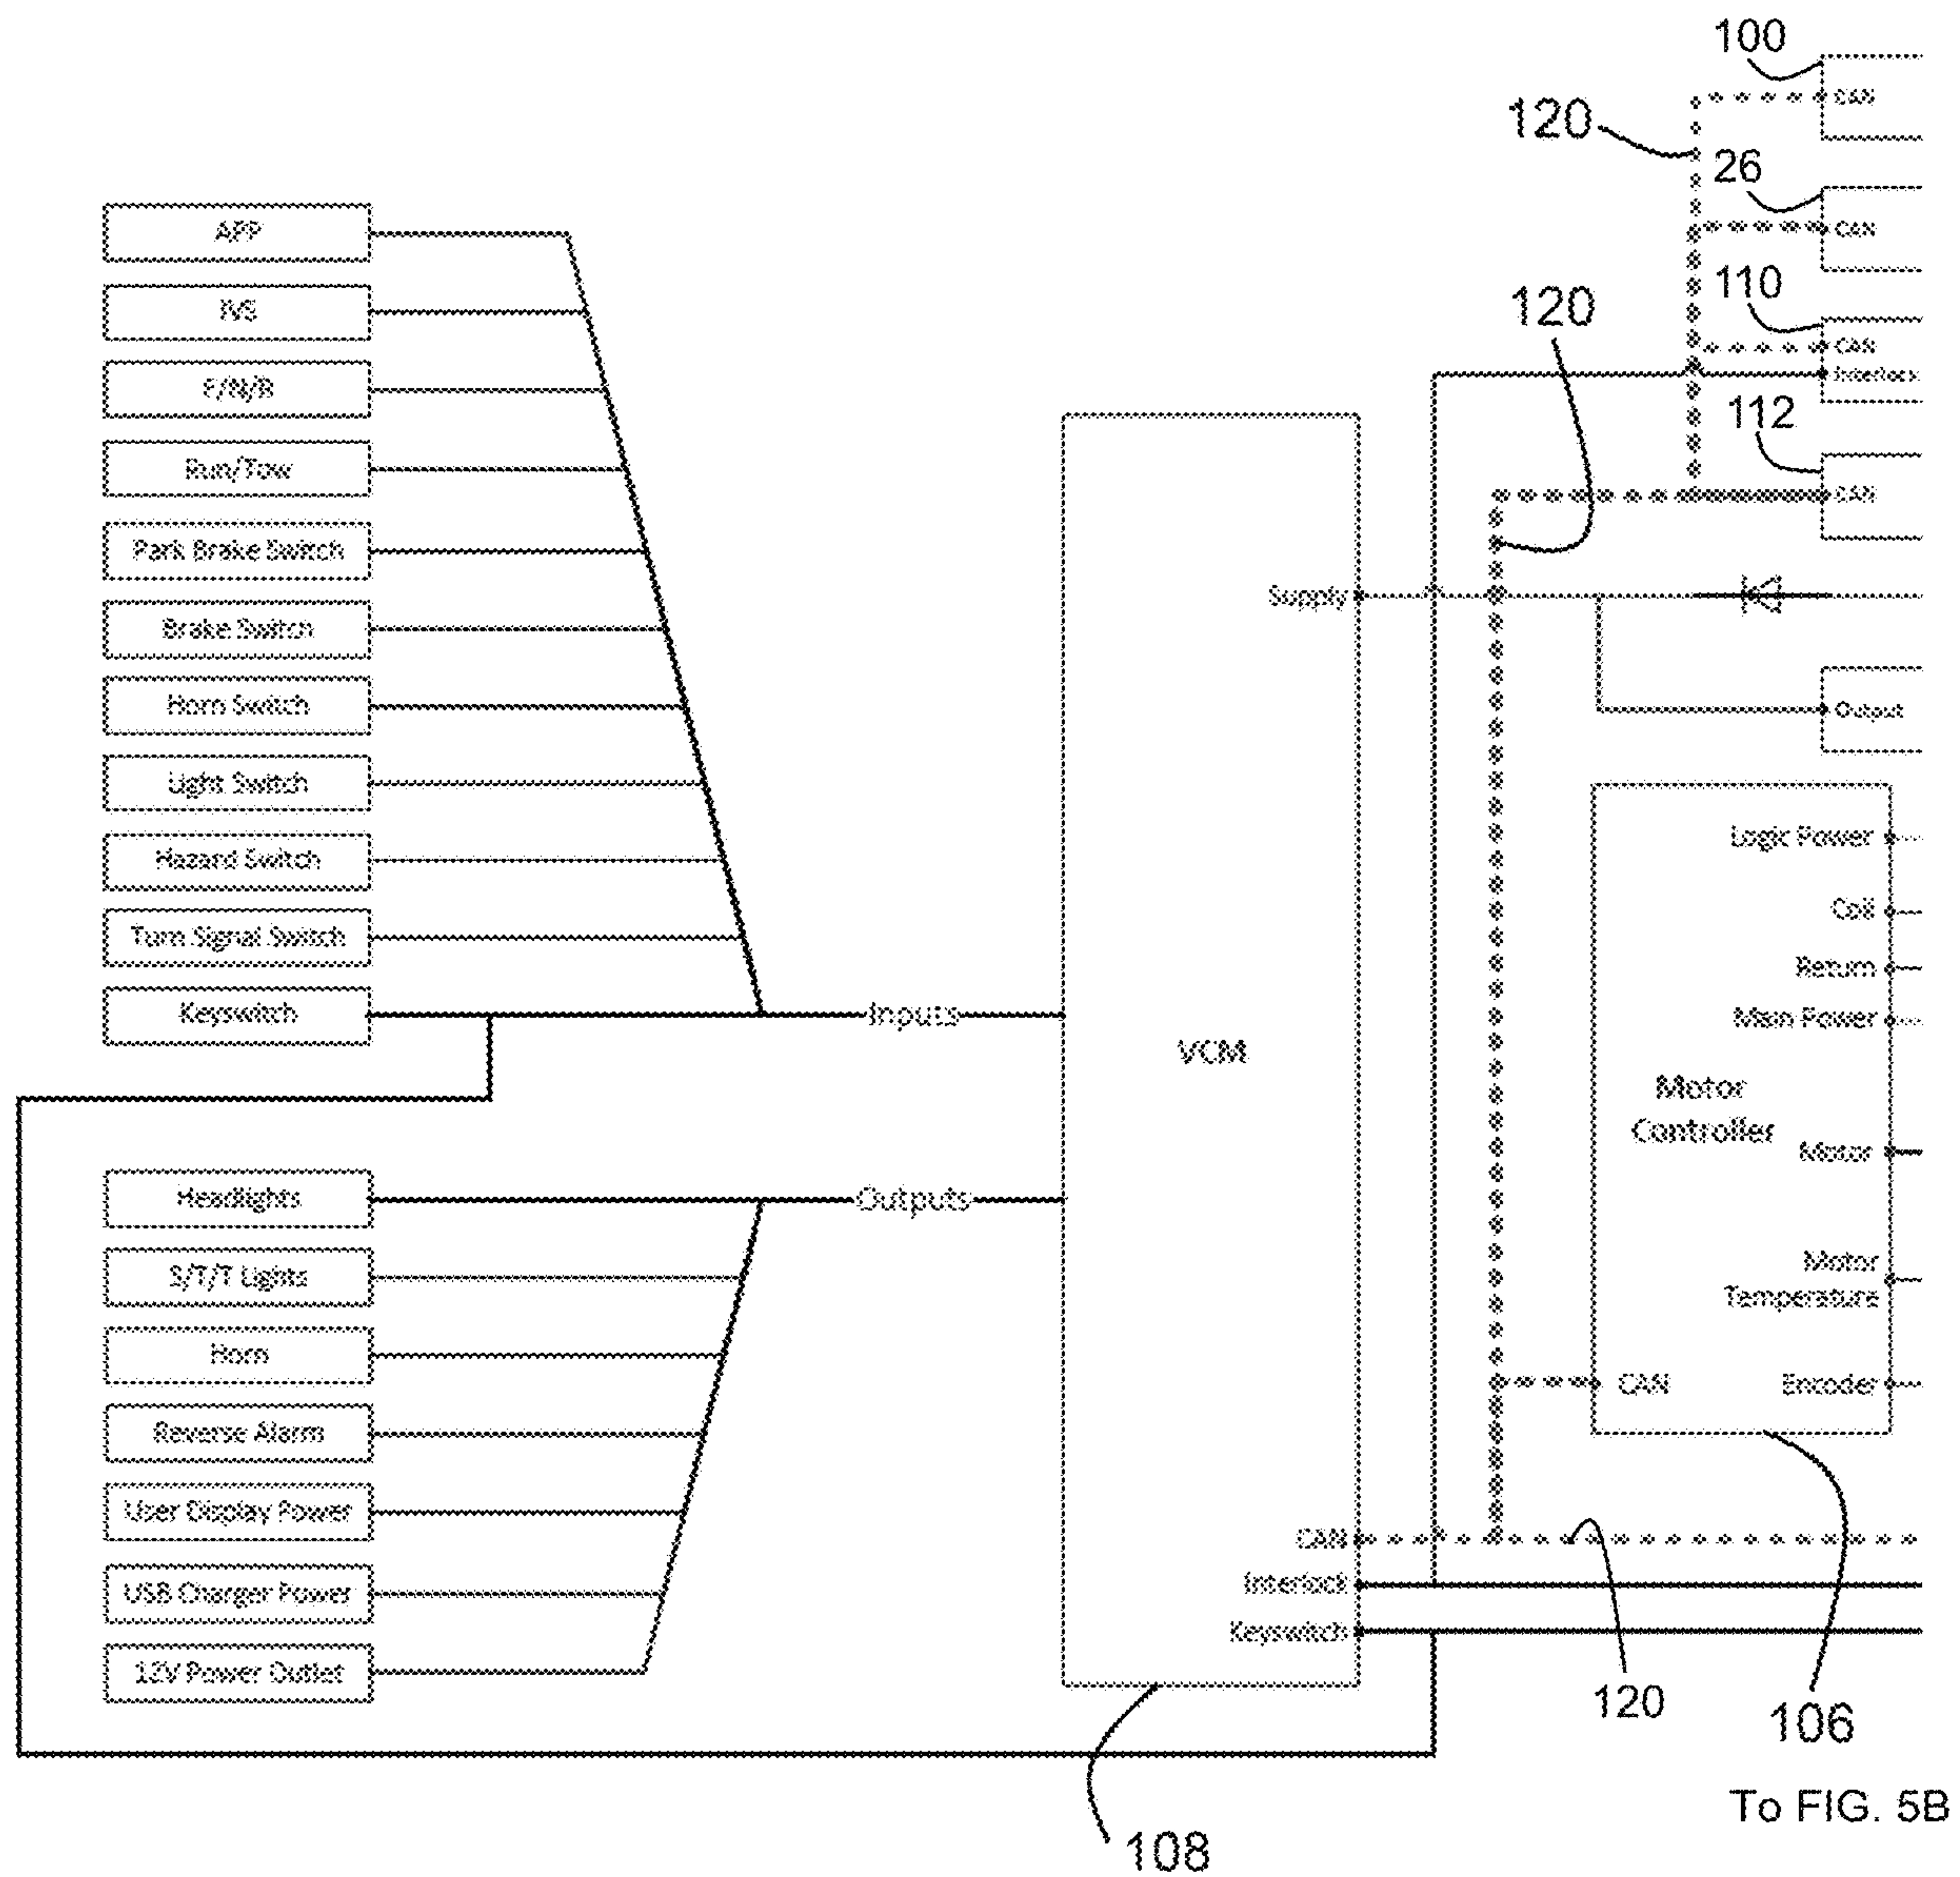 100
CAN
120
26
CAN
110
CAN
Interlock
120
112
CAN
APP
IVS
F/N/R
Run/Tow
Park Brake Switch
Brake Switch
Horn Switch
Light Switch
Hazard Switch
Turn Signal Switch
Keyswitch
Inputs
Headlights
Outputs
S/T/T Lights
Horn
Reverse Alarm
User Display Power
USB Charger Power
12V Power Outlet
VCM
Supply
CAN
Interlock
Keyswitch
108
Output
Logic Power
Coil
Return
Main Power
Motor
Controller
Motor
Motor
Temperature
CAN
Encoder
120
106
To FIG. 5B